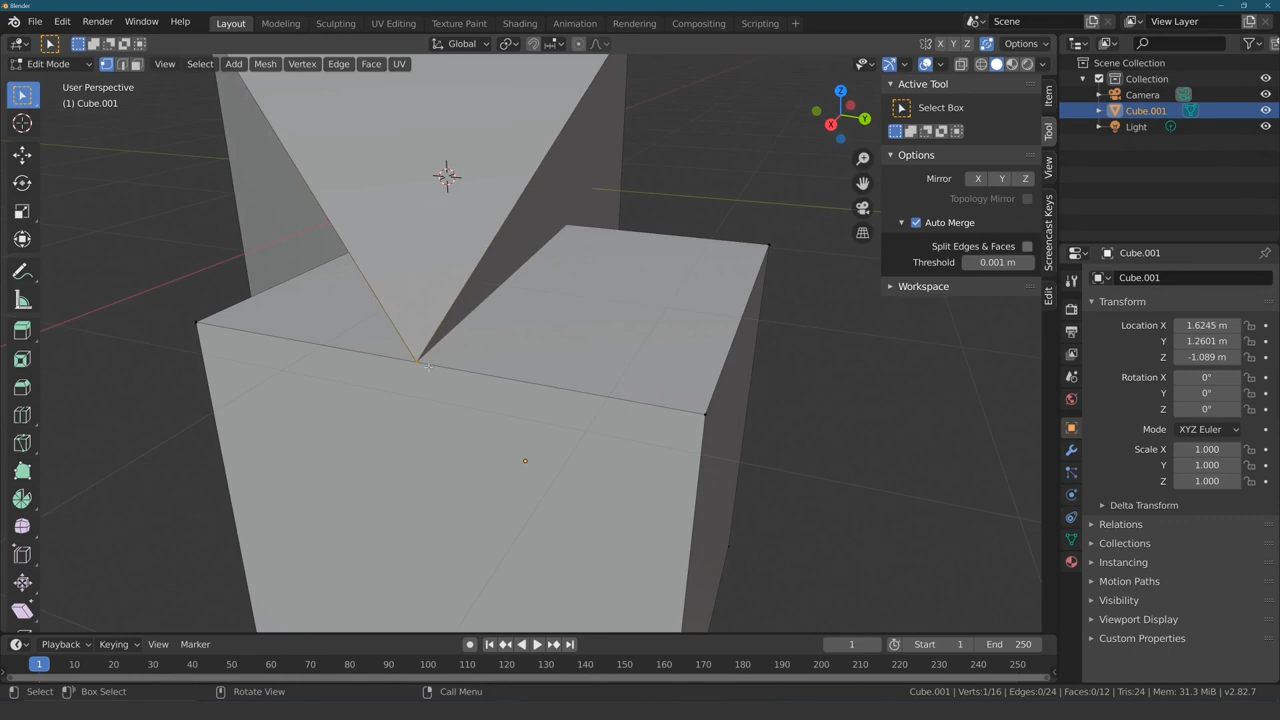 Blender
File Edit Render Window Help
Layout Modeling Sculpting UV Editing Texture Paint Shading Animation Rendering Compositing Scripting +
Scene
View Layer
Global
X Y Z
Options
Edit Mode
View Select Add Mesh Vertex Edge Face UV
User Perspective
(1) Cube.001
Z
Y
X
Active Tool
Select Box
Options
Mirror X Y Z
Topology Mirror
Auto Merge
Split Edges & Faces
Threshold 0.001 m
Workspace
Item
Tool
View
Screencast Keys
Edit
Scene Collection
Collection
Camera
Cube.001
Light
Cube.001
Cube.001
Transform
Location X 1.6245 m
Y 1.2601 m
Z -1.089 m
Rotation X 0°
Y 0°
Z 0°
Mode XYZ Euler
Scale X 1.000
Y 1.000
Z 1.000
Delta Transform
Relations
Collections
Instancing
Motion Paths
Visibility
Viewport Display
Custom Properties
Playback Keying View Marker
1
Start 1
End 250
1 10 20 30 40 50 60 70 80 90 100 110 120 130 140 150 160 170 180 190 200 210 220 230 240 250
Select Box Select Rotate View Call Menu
Cube.001 | Verts:1/16 | Edges:0/24 | Faces:0/12 | Tris:24 | Mem: 31.3 MiB | v2.82.7